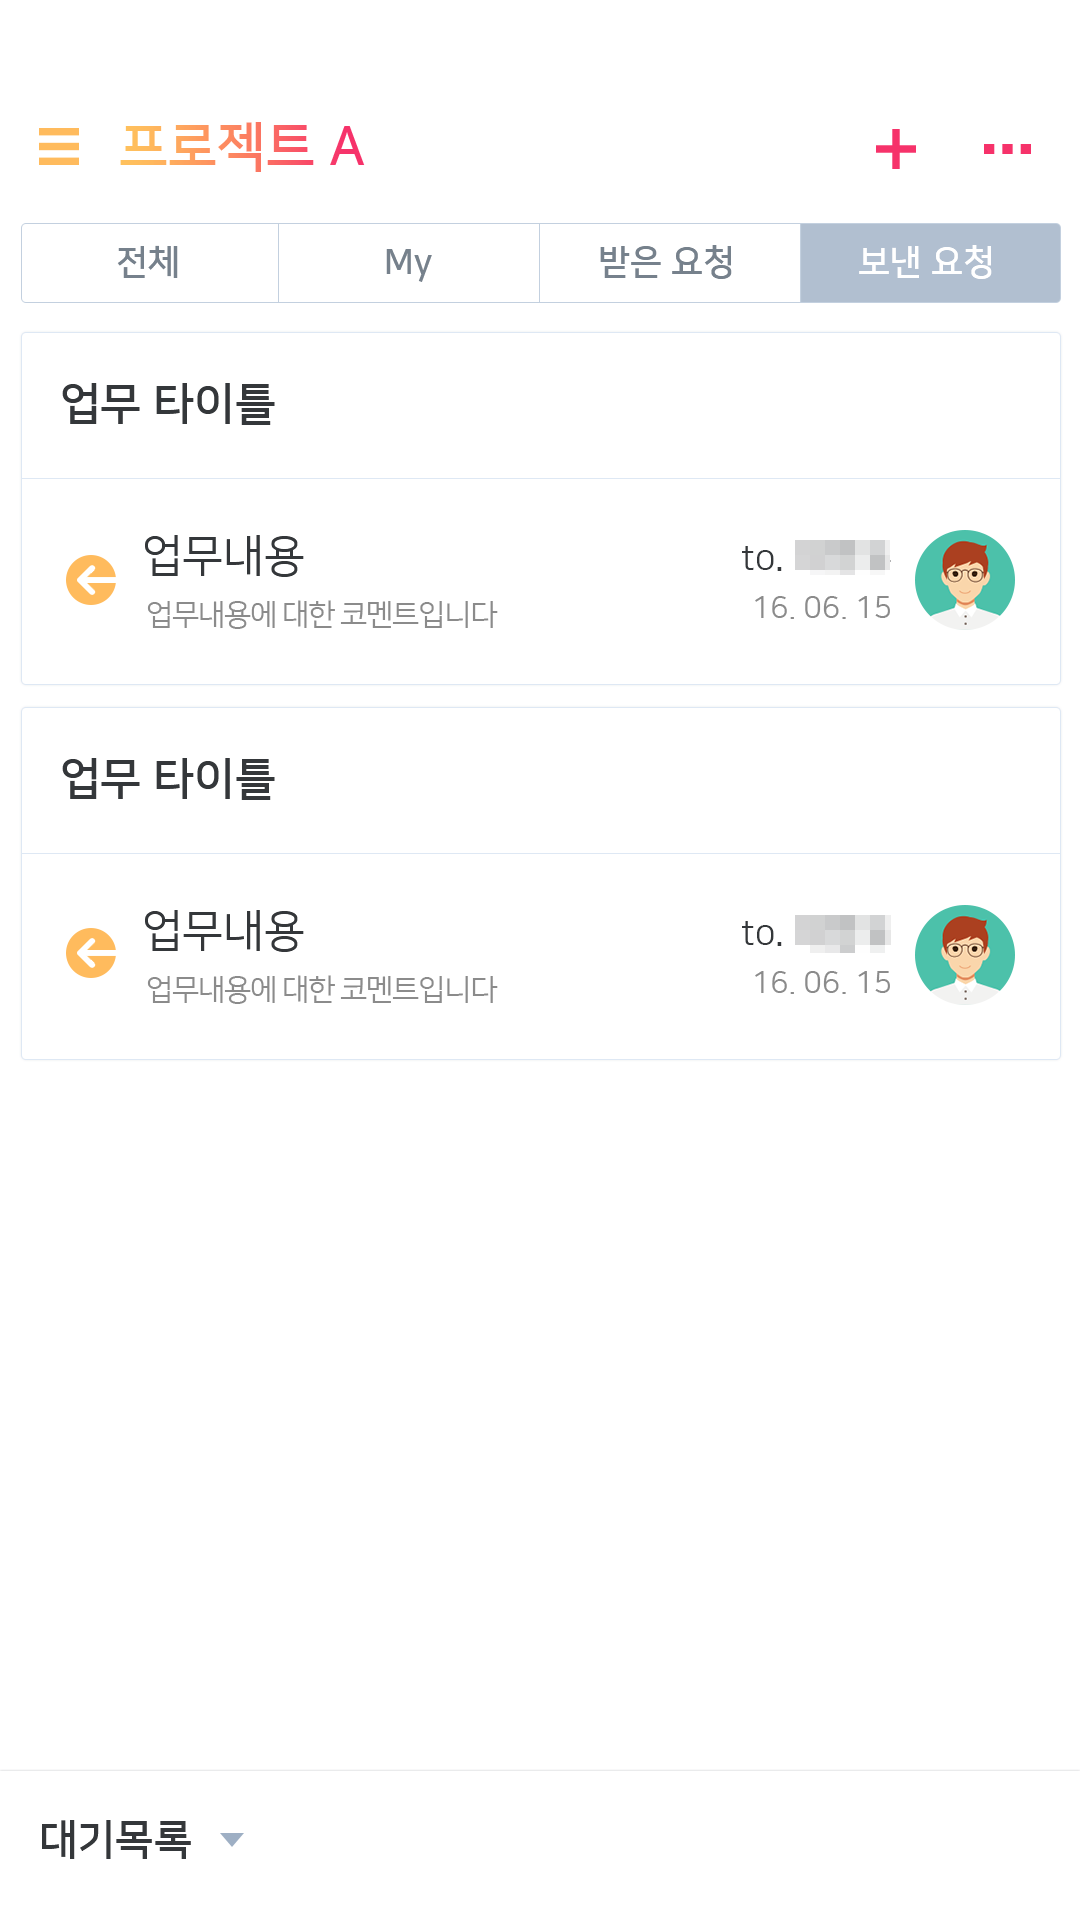 프로젝트 A
전체 My 받은 요청 보낸 요청
업무 타이틀
업무내용
업무내용에 대한 코멘트입니다
to.
16. 06. 15
업무 타이틀
업무내용
업무내용에 대한 코멘트입니다
to.
16. 06. 15
대기목록